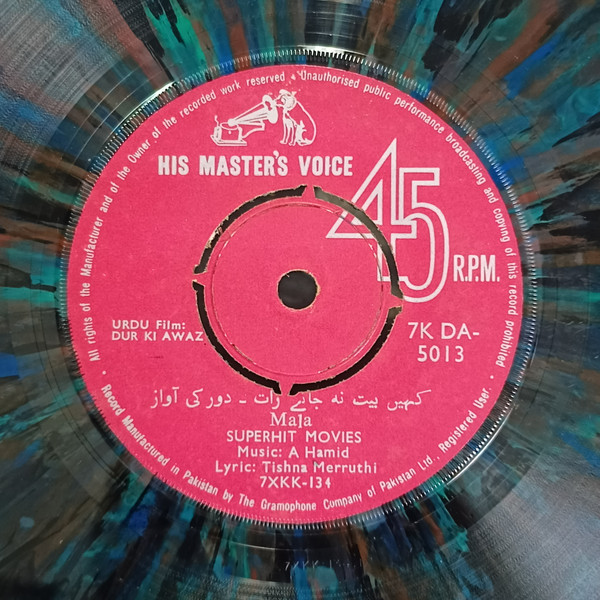 All rights of the Manufacturer and of the Owner of the recorded work reserved • Unauthorised public performance broadcasting and copying of this record prohibited •
HIS MASTER'S VOICE
45
R.P.M.
URDU Film:
DUR KI AWAZ
7K DA-
5013
کہیں بیت نہ جائے رات ـ دور کی آواز
Mala
SUPERHIT MOVIES
Music: A Hamid
Lyric: Tishna Merruthi
7XKK-134
• Record Manufactured in Pakistan by The Gramophone Company of Pakistan Ltd., Registered User •